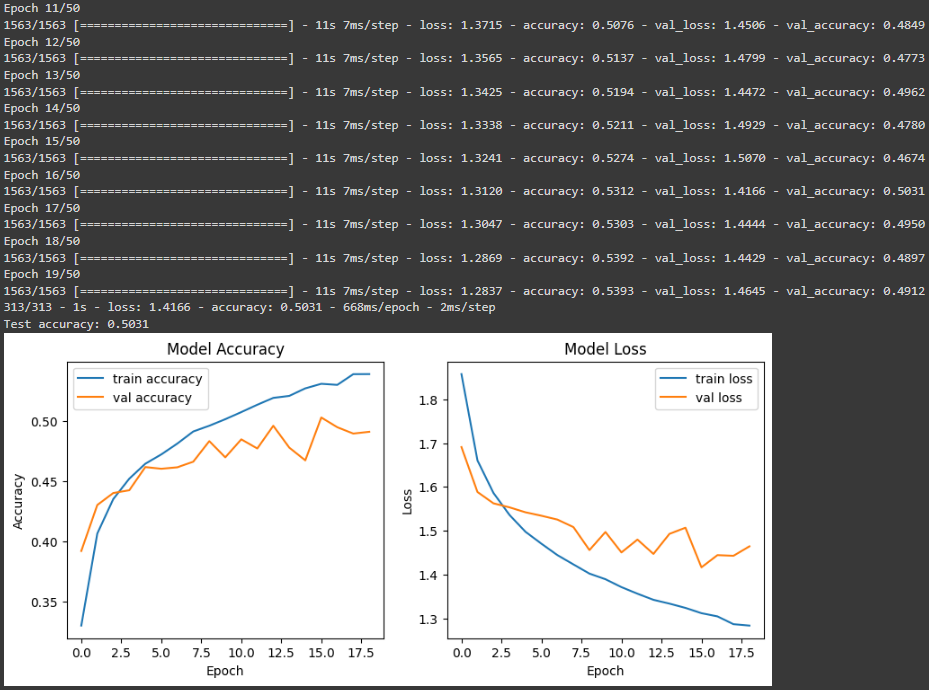 Epoch 11/50
1563/1563 [==============================] - 11s 7ms/step - loss: 1.3715 - accuracy: 0.5076 - val_loss: 1.4506 - val_accuracy: 0.4849
Epoch 12/50
1563/1563 [==============================] - 11s 7ms/step - loss: 1.3565 - accuracy: 0.5137 - val_loss: 1.4799 - val_accuracy: 0.4773
Epoch 13/50
1563/1563 [==============================] - 11s 7ms/step - loss: 1.3425 - accuracy: 0.5194 - val_loss: 1.4472 - val_accuracy: 0.4962
Epoch 14/50
1563/1563 [==============================] - 11s 7ms/step - loss: 1.3338 - accuracy: 0.5211 - val_loss: 1.4929 - val_accuracy: 0.4780
Epoch 15/50
1563/1563 [==============================] - 11s 7ms/step - loss: 1.3241 - accuracy: 0.5274 - val_loss: 1.5070 - val_accuracy: 0.4674
Epoch 16/50
1563/1563 [==============================] - 11s 7ms/step - loss: 1.3120 - accuracy: 0.5312 - val_loss: 1.4166 - val_accuracy: 0.5031
Epoch 17/50
1563/1563 [==============================] - 11s 7ms/step - loss: 1.3047 - accuracy: 0.5303 - val_loss: 1.4444 - val_accuracy: 0.4950
Epoch 18/50
1563/1563 [==============================] - 11s 7ms/step - loss: 1.2869 - accuracy: 0.5392 - val_loss: 1.4429 - val_accuracy: 0.4897
Epoch 19/50
1563/1563 [==============================] - 11s 7ms/step - loss: 1.2837 - accuracy: 0.5393 - val_loss: 1.4645 - val_accuracy: 0.4912
313/313 - 1s - loss: 1.4166 - accuracy: 0.5031 - 668ms/epoch - 2ms/step
Test accuracy: 0.5031
Model Accuracy
train accuracy
val accuracy
0.50
0.45
0.40
0.35
Accuracy
0.0 2.5 5.0 7.5 10.0 12.5 15.0 17.5
Epoch
Model Loss
train loss
val loss
1.8
1.7
1.6
1.5
1.4
1.3
Loss
0.0 2.5 5.0 7.5 10.0 12.5 15.0 17.5
Epoch